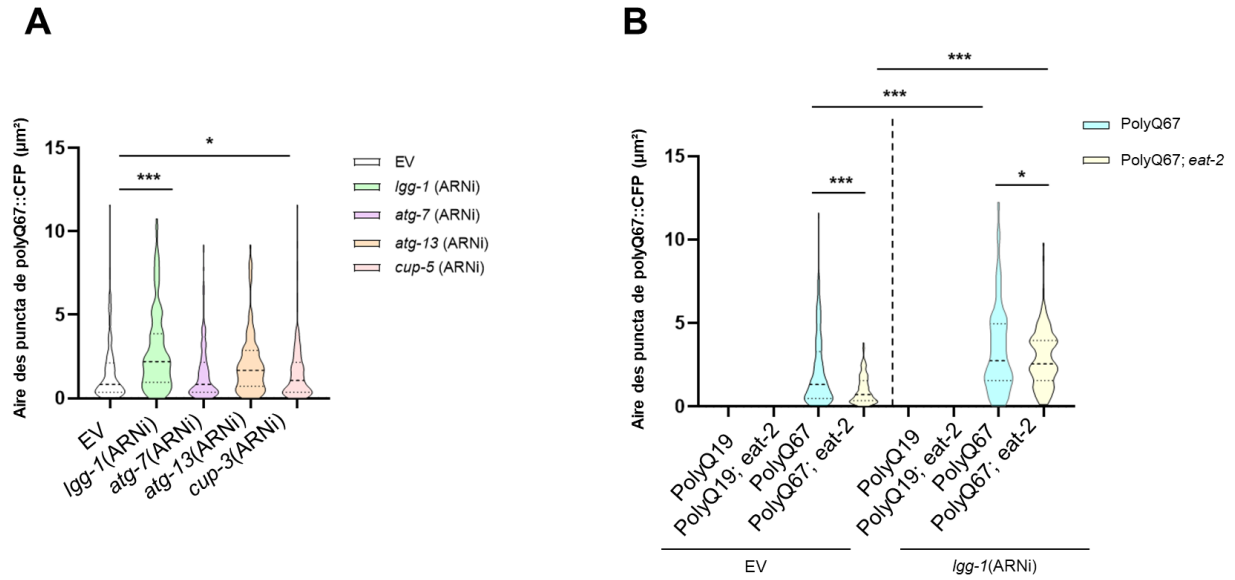 A
Aire des puncta de polyQ67::CFP (µm²)
15
10
5
0
*
***
EV
lgg-1(ARNi)
atg-7(ARNi)
atg-13(ARNi)
cup-3(ARNi)
EV
lgg-1 (ARNi)
atg-7 (ARNi)
atg-13 (ARNi)
cup-5 (ARNi)
B
Aire des puncta de polyQ67::CFP (µm²)
15
10
5
0
***
***
***
*
PolyQ19
PolyQ19; eat-2
PolyQ67
PolyQ67; eat-2
PolyQ19
PolyQ19; eat-2
PolyQ67
PolyQ67; eat-2
EV
lgg-1(ARNi)
PolyQ67
PolyQ67; eat-2